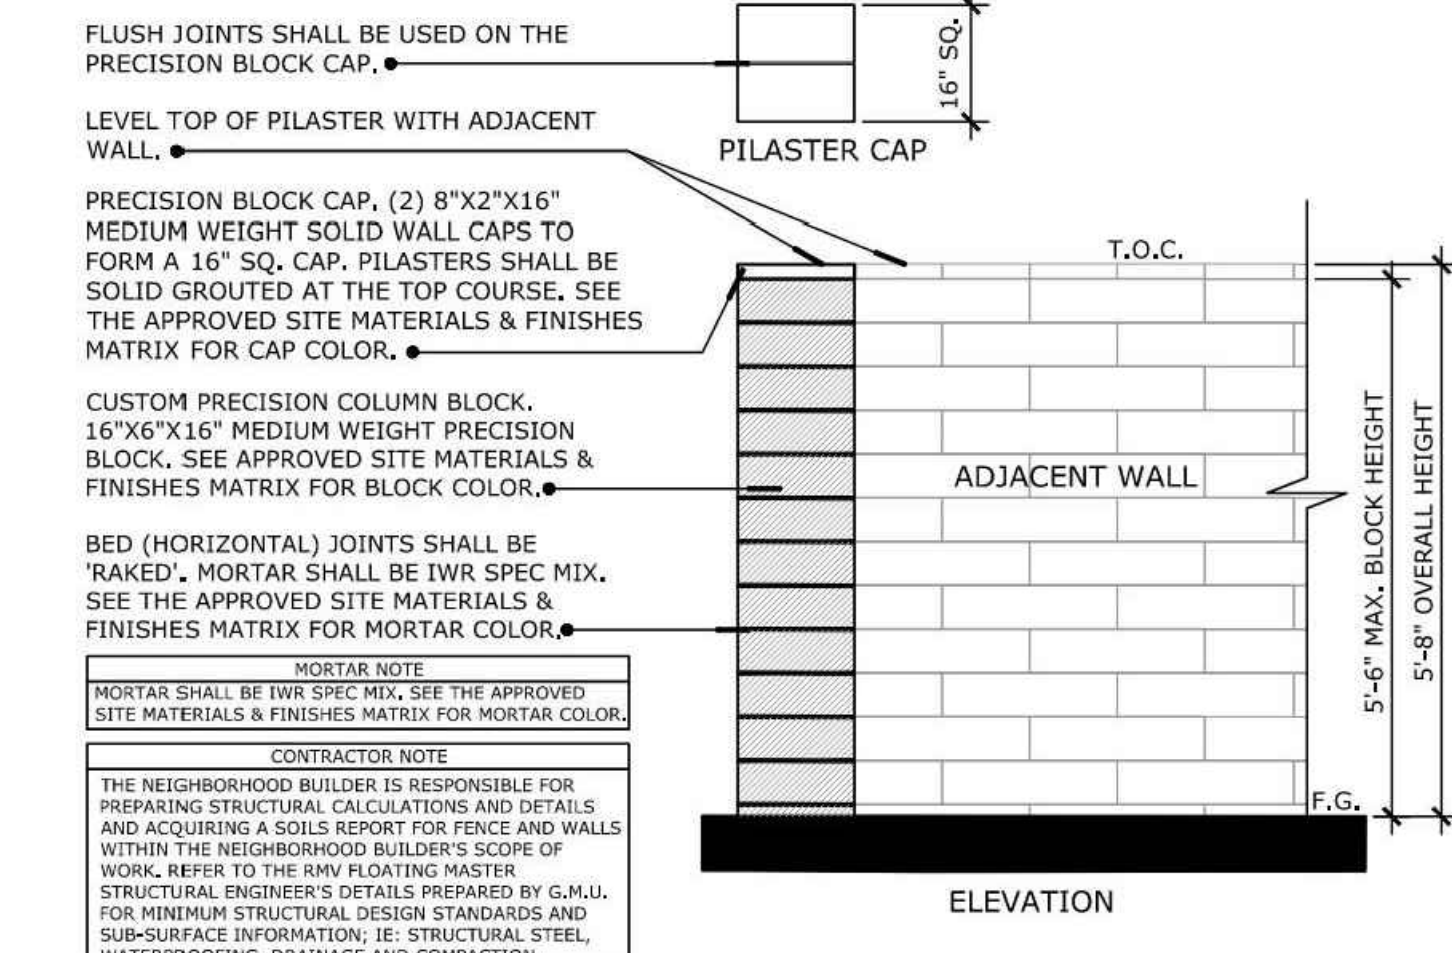 FLUSH JOINTS SHALL BE USED ON THE
PRECISION BLOCK CAP.
LEVEL TOP OF PILASTER WITH ADJACENT
WALL.
PRECISION BLOCK CAP. (2) 8"X2"X16"
MEDIUM WEIGHT SOLID WALL CAPS TO
FORM A 16" SQ. CAP. PILASTERS SHALL BE
SOLID GROUTED AT THE TOP COURSE. SEE
THE APPROVED SITE MATERIALS & FINISHES
MATRIX FOR CAP COLOR.
CUSTOM PRECISION COLUMN BLOCK.
16"X6"X16" MEDIUM WEIGHT PRECISION
BLOCK. SEE APPROVED SITE MATERIALS &
FINISHES MATRIX FOR BLOCK COLOR.
BED (HORIZONTAL) JOINTS SHALL BE
'RAKED'. MORTAR SHALL BE IWR SPEC MIX.
SEE THE APPROVED SITE MATERIALS &
FINISHES MATRIX FOR MORTAR COLOR.
MORTAR NOTE
MORTAR SHALL BE IWR SPEC MIX. SEE THE APPROVED
SITE MATERIALS & FINISHES MATRIX FOR MORTAR COLOR.
CONTRACTOR NOTE
THE NEIGHBORHOOD BUILDER IS RESPONSIBLE FOR
PREPARING STRUCTURAL CALCULATIONS AND DETAILS
AND ACQUIRING A SOILS REPORT FOR FENCE AND WALLS
WITHIN THE NEIGHBORHOOD BUILDER'S SCOPE OF
WORK. REFER TO THE RMV FLOATING MASTER
STRUCTURAL ENGINEER'S DETAILS PREPARED BY G.M.U.
FOR MINIMUM STRUCTURAL DESIGN STANDARDS AND
SUB-SURFACE INFORMATION; IE: STRUCTURAL STEEL,
WATERPROOFING, DRAINAGE AND COMPACTION
16" SQ.
PILASTER CAP
T.O.C.
ADJACENT WALL
5'-6" MAX. BLOCK HEIGHT
5'-8" OVERALL HEIGHT
F.G.
ELEVATION